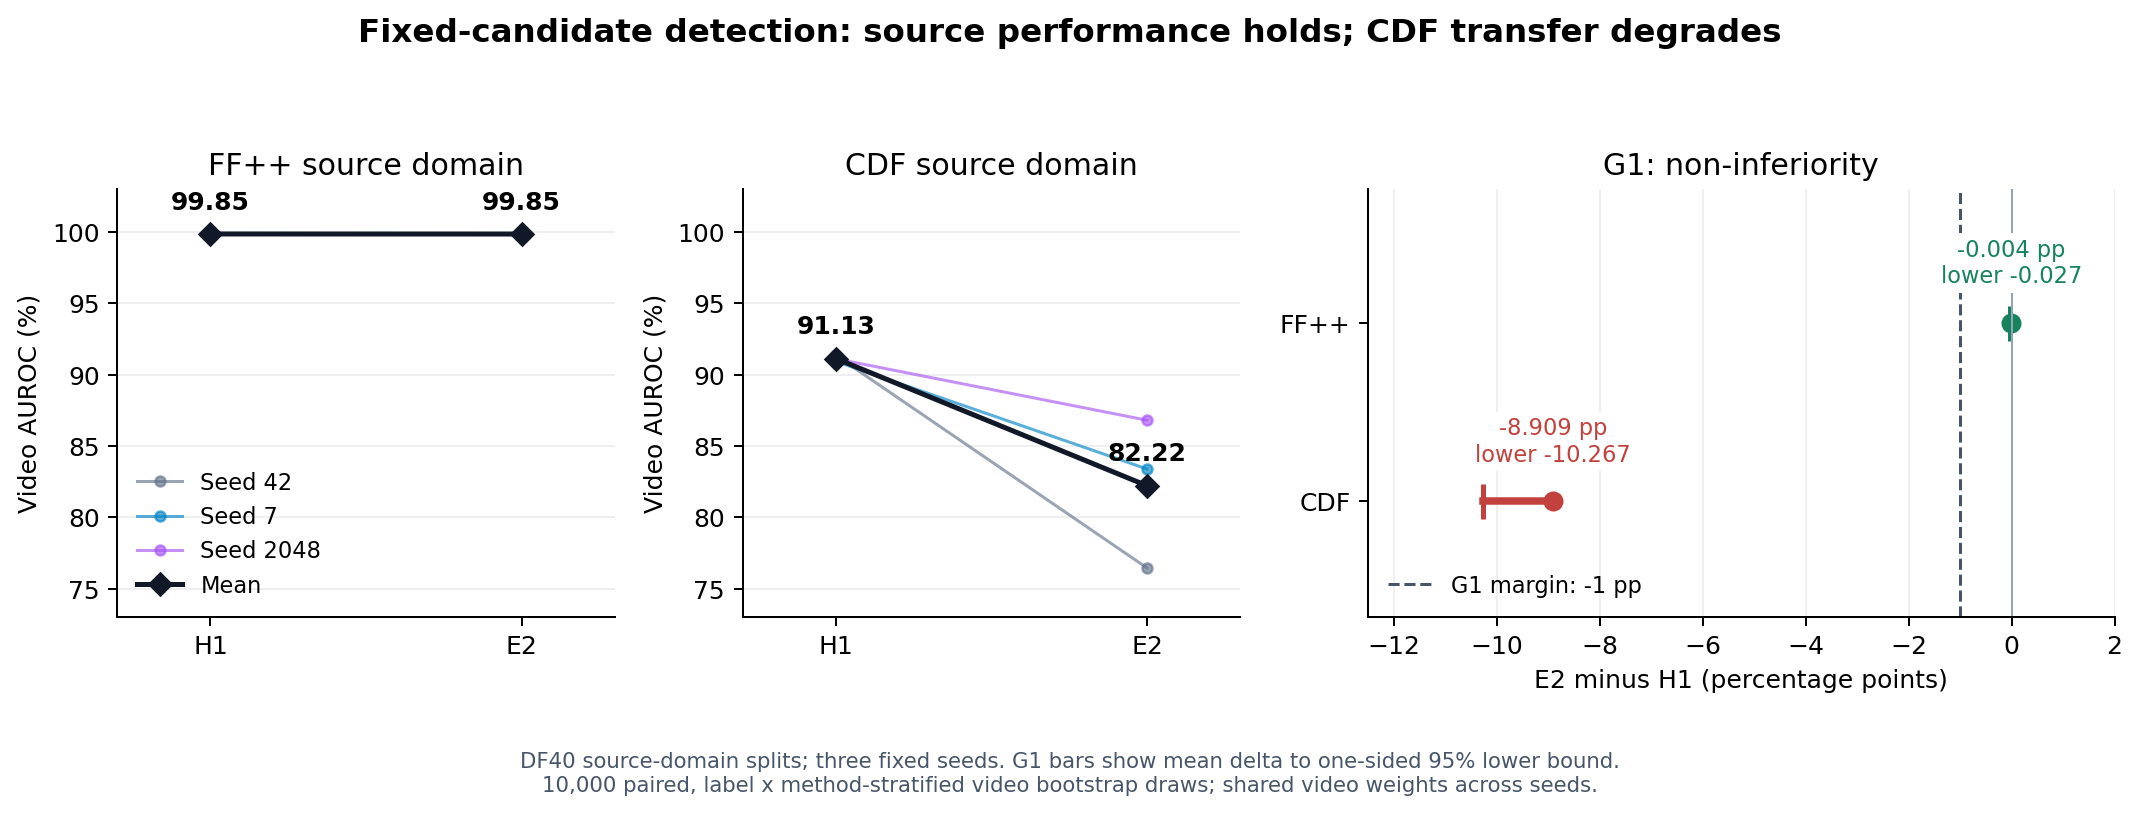 Fixed-candidate detection: source performance holds; CDF transfer degrades
FF++ source domain
99.85
99.85
Video AUROC (%)
100
95
90
85
80
75
Seed 42
Seed 7
Seed 2048
Mean
H1
E2
CDF source domain
Video AUROC (%)
100
95
90
85
80
75
91.13
82.22
H1
E2
G1: non-inferiority
FF++
CDF
-0.004 pp
lower -0.027
-8.909 pp
lower -10.267
G1 margin: -1 pp
−12
−10
−8
−6
−4
−2
0
2
E2 minus H1 (percentage points)
DF40 source-domain splits; three fixed seeds. G1 bars show mean delta to one-sided 95% lower bound.
10,000 paired, label x method-stratified video bootstrap draws; shared video weights across seeds.